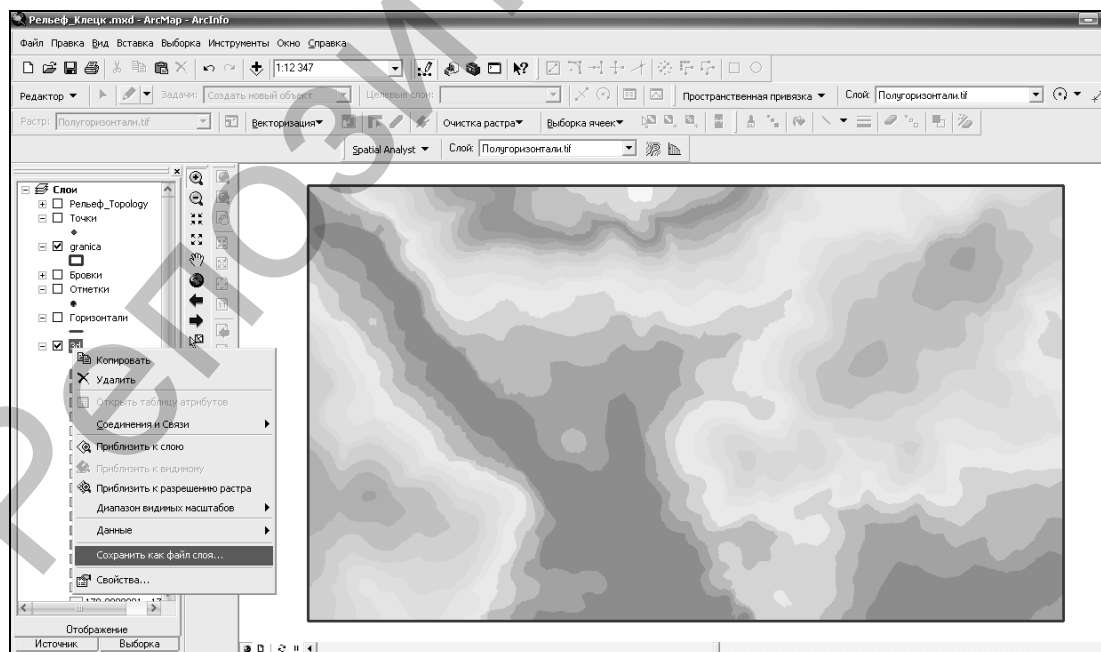 Рельеф_Клецк.mxd - ArcMap - ArcInfo
Файл Правка Вид Вставка Выборка Инструменты Окно Справка
1:12 347
Редактор Задачи: Создать новый объект Целевые слои: Пространственная привязка Слой: Полугоризонтали.tif
Растр: Полугоризонтали.tif Векторизация Очистка растра Выборка ячеек
Spatial Analyst Слой: Полугоризонтали.tif
Слои
Рельеф_Topology
Точки
granica
Бровки
Отметки
Горизонтали
3d
Копировать
Удалить
Открыть таблицу атрибутов
Соединения и Связи
Приблизить к слою
Приблизить к видимому
Приблизить к разрешению растра
Диапазон видимых масштабов
Данные
Сохранить как файл слоя...
Свойства...
Отображение
Источник Выборка